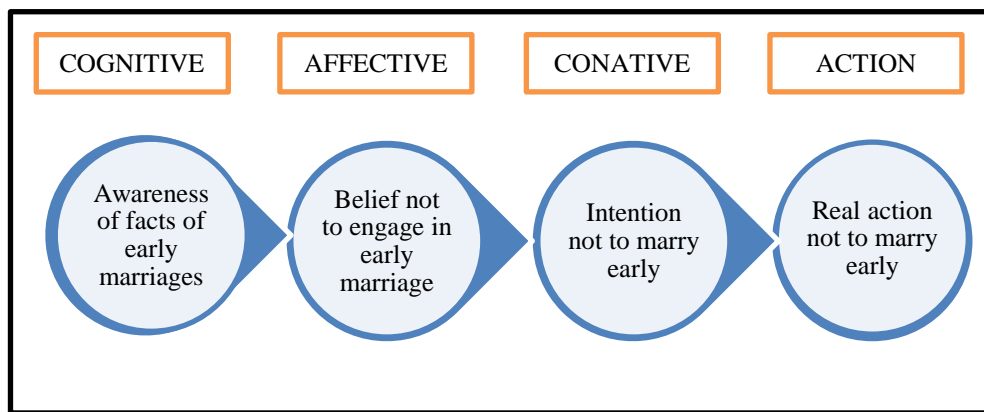 COGNITIVE
AFFECTIVE
CONATIVE
ACTION
Awareness
of facts of
early
marriages
Belief not
to engage in
early
marriage
Intention
not to marry
early
Real action
not to marry
early